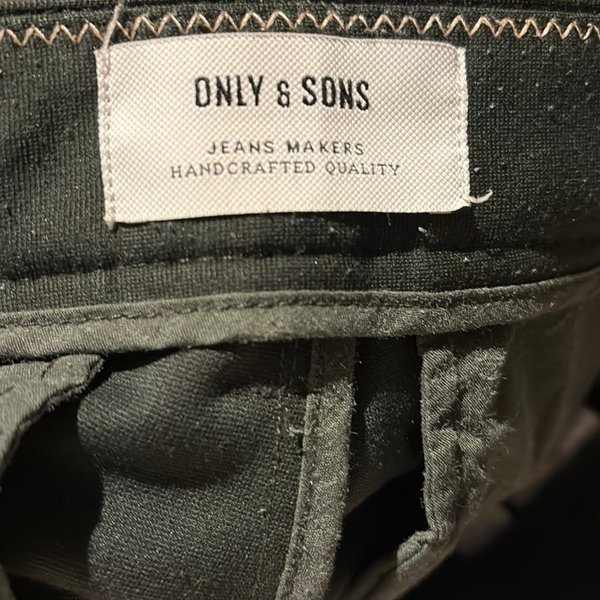 ONLY & SONS
JEANS MAKERS
HANDCRAFTED QUALITY